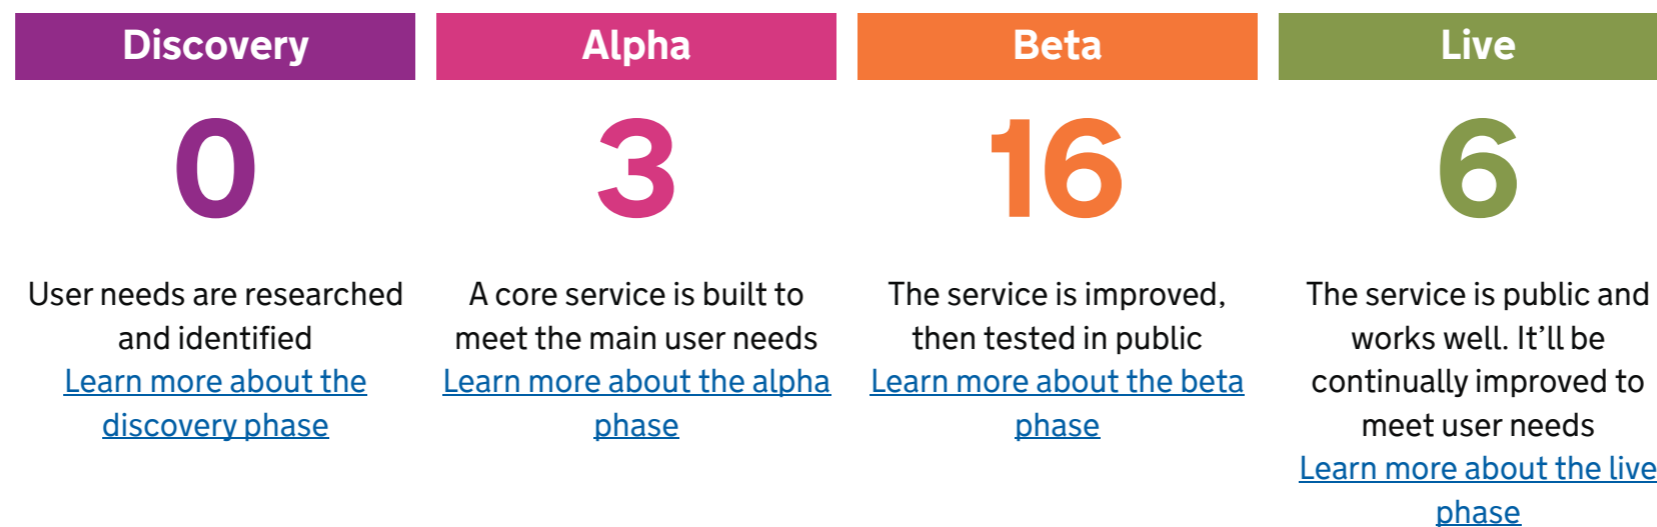 Discovery
0
User needs are researched
and identified
Learn more about the
discovery phase
Alpha
3
A core service is built to
meet the main user needs
Learn more about the alpha
phase
Beta
16
The service is improved,
then tested in public
Learn more about the beta
phase
Live
6
The service is public and
works well. It’ll be
continually improved to
meet user needs
Learn more about the live
phase